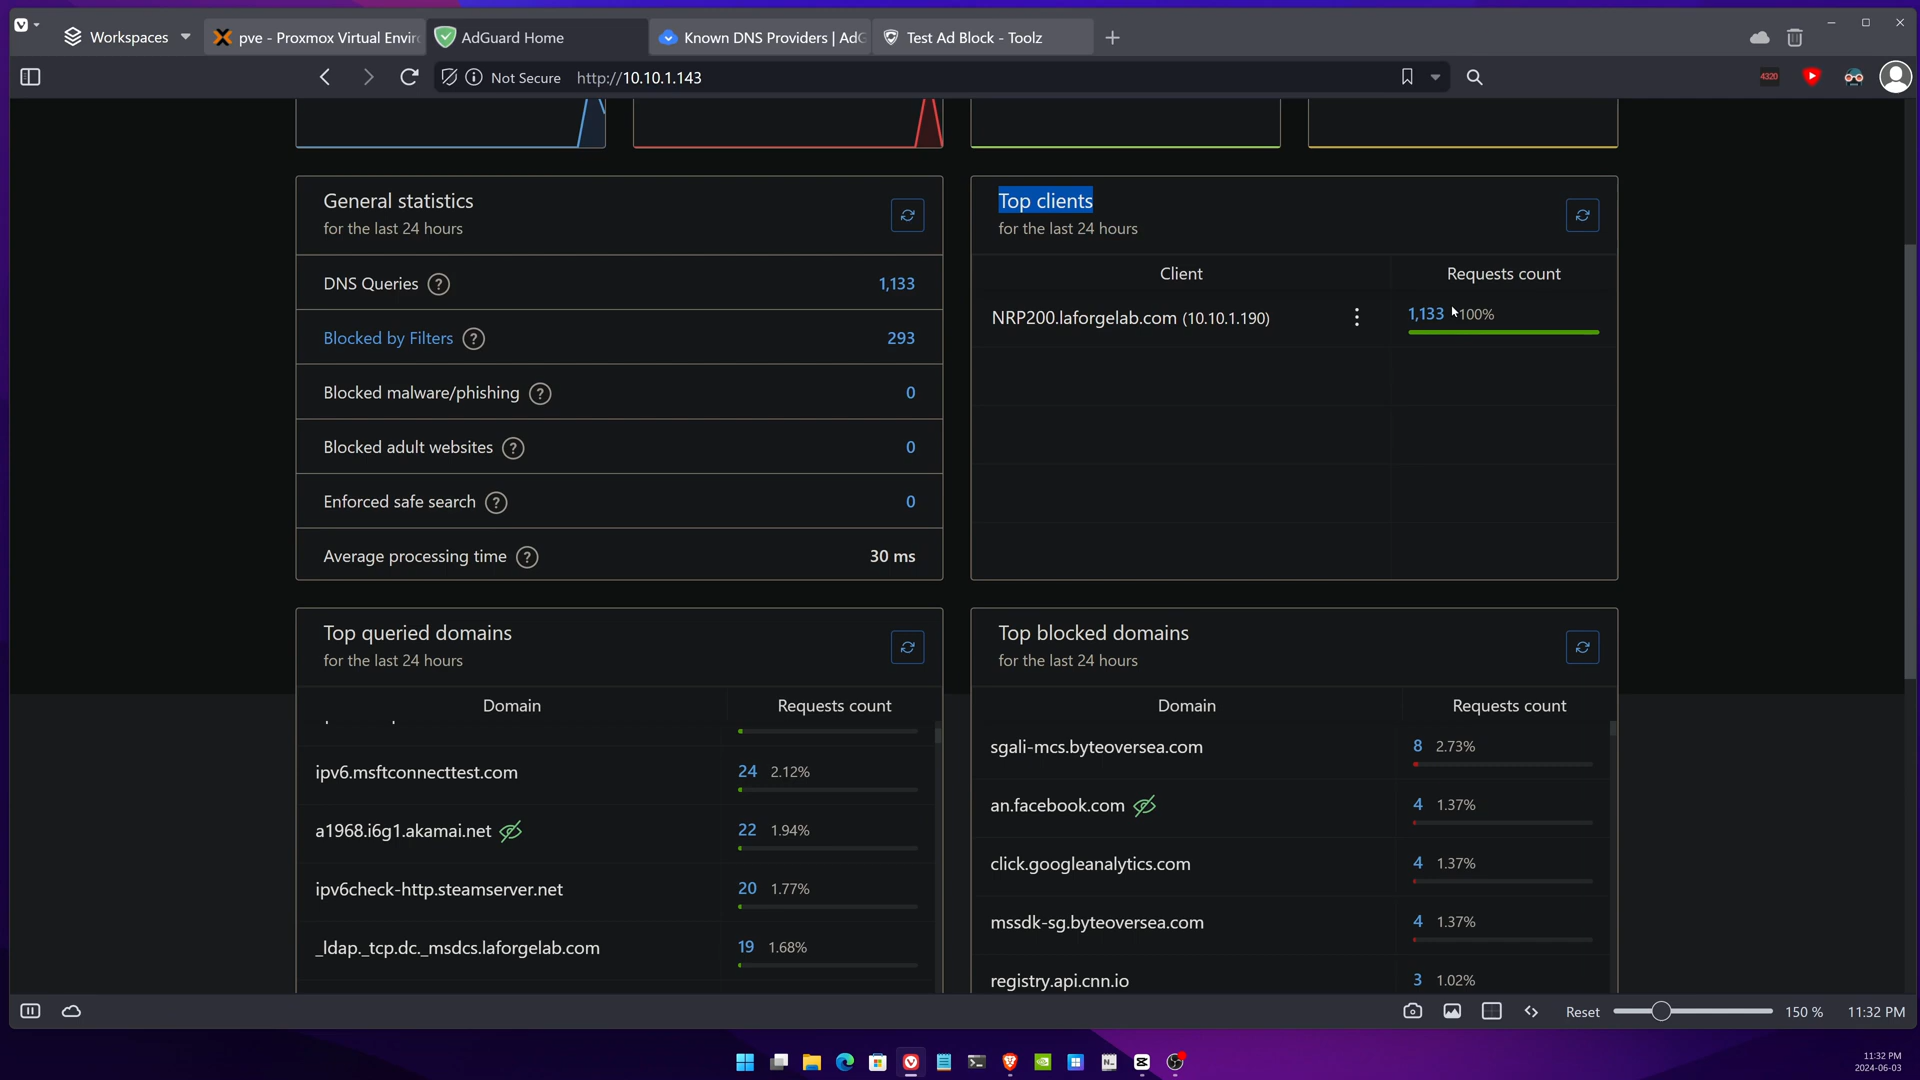 Workspaces
pve - Proxmox Virtual Enviro
AdGuard Home
Known DNS Providers | AdG
Test Ad Block - Toolz
Not Secure
http://10.10.1.143
4320
General statistics
for the last 24 hours
DNS Queries ? 1,133
Blocked by Filters ? 293
Blocked malware/phishing ? 0
Blocked adult websites ? 0
Enforced safe search ? 0
Average processing time ? 30 ms
Top clients
for the last 24 hours
Client Requests count
NRP200.laforgelab.com (10.10.1.190) 1,133 100%
Top queried domains
for the last 24 hours
Domain Requests count
ipv6.msftconnecttest.com 24 2.12%
a1968.i6g1.akamai.net 22 1.94%
ipv6check-http.steamserver.net 20 1.77%
_ldap._tcp.dc._msdcs.laforgelab.com 19 1.68%
Top blocked domains
for the last 24 hours
Domain Requests count
sgali-mcs.byteoversea.com 8 2.73%
an.facebook.com 4 1.37%
click.googleanalytics.com 4 1.37%
mssdk-sg.byteoversea.com 4 1.37%
registry.api.cnn.io 3 1.02%
Reset
150 %
11:32 PM
11:32 PM
2024-06-03